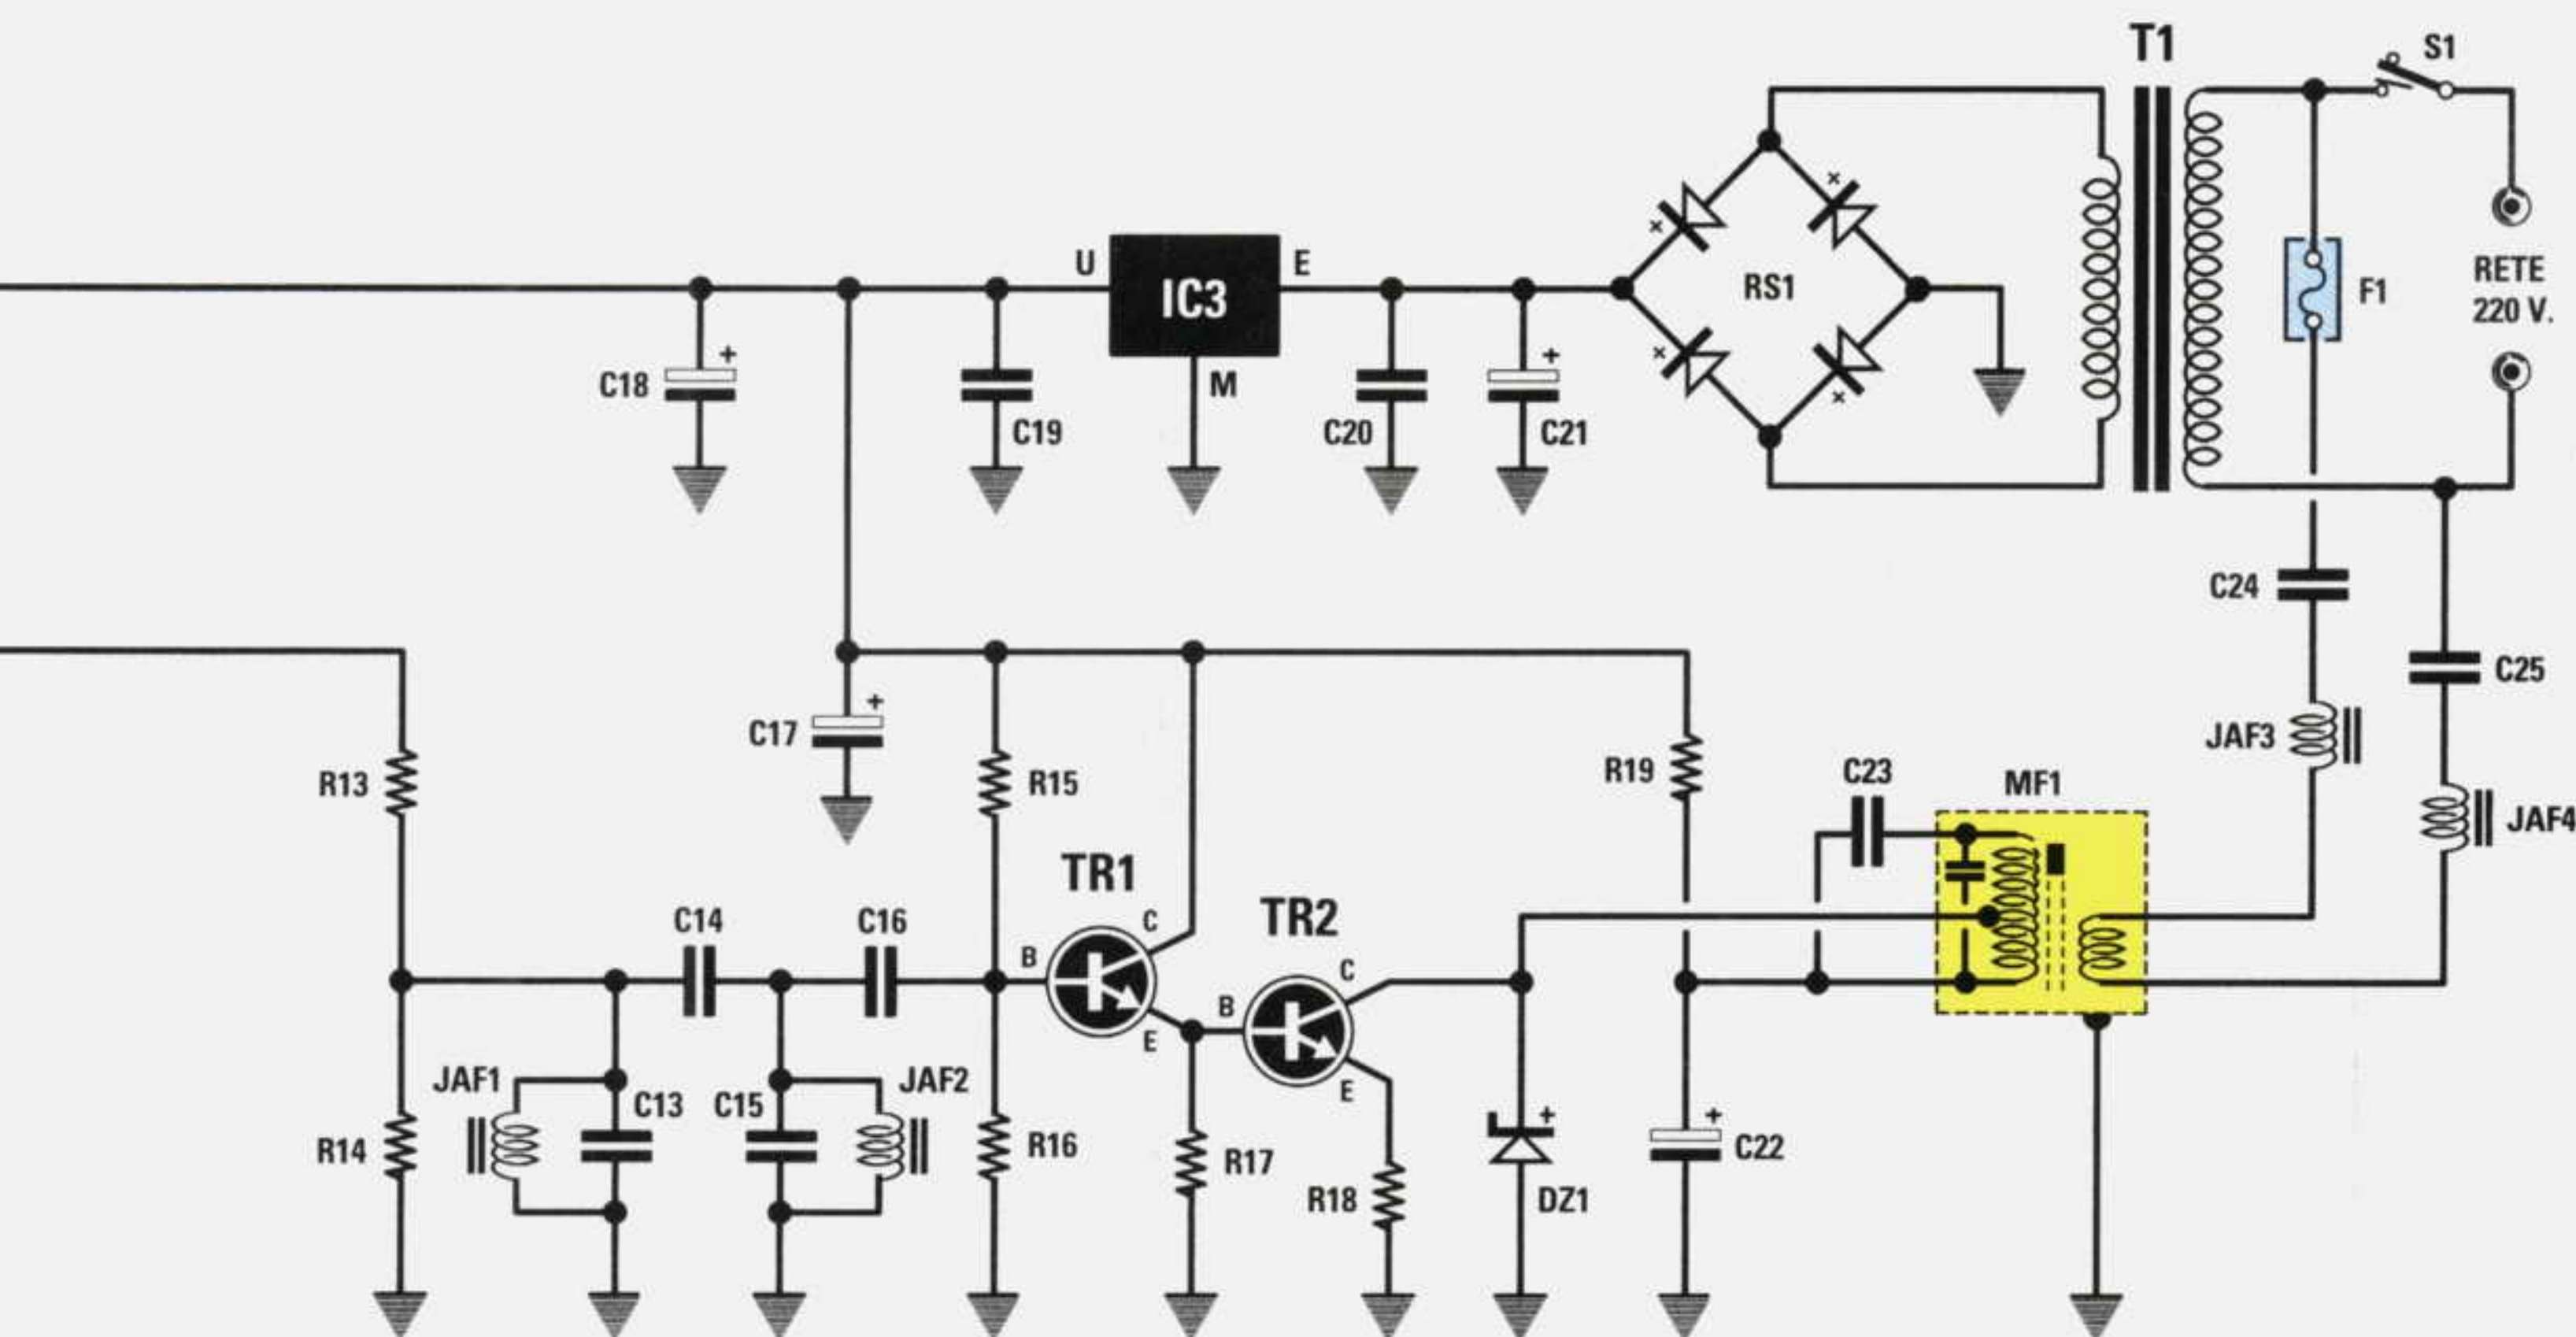 T1
S1
U
IC3
E
RS1
F1
RETE
220 V.
+
C18
C19
M
C20
+
C21
C24
C25
+
C17
R13
R15
R19
C23
MF1
JAF3
JAF4
TR1
C14
C16
B
C
E
TR2
B
C
E
JAF1
C13
C15
JAF2
R14
R16
R17
R18
+
DZ1
+
C22